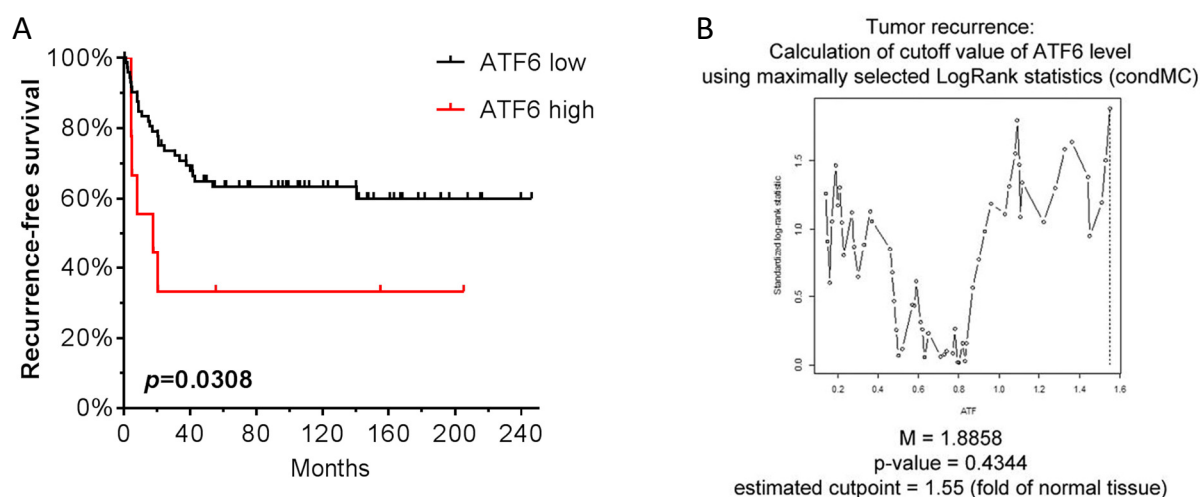 A
100%
80%
60%
40%
20%
0%
Recurrence-free survival
ATF6 low
ATF6 high
p=0.0308
0 40 80 120 160 200 240
Months
B
Tumor recurrence:
Calculation of cutoff value of ATF6 level
using maximally selected LogRank statistics (condMC)
Standardized log-rank statistic
1.5
1.0
0.5
0.0
0.2 0.4 0.6 0.8 1.0 1.2 1.4 1.6
ATF
M = 1.8858
p-value = 0.4344
estimated cutpoint = 1.55 (fold of normal tissue)